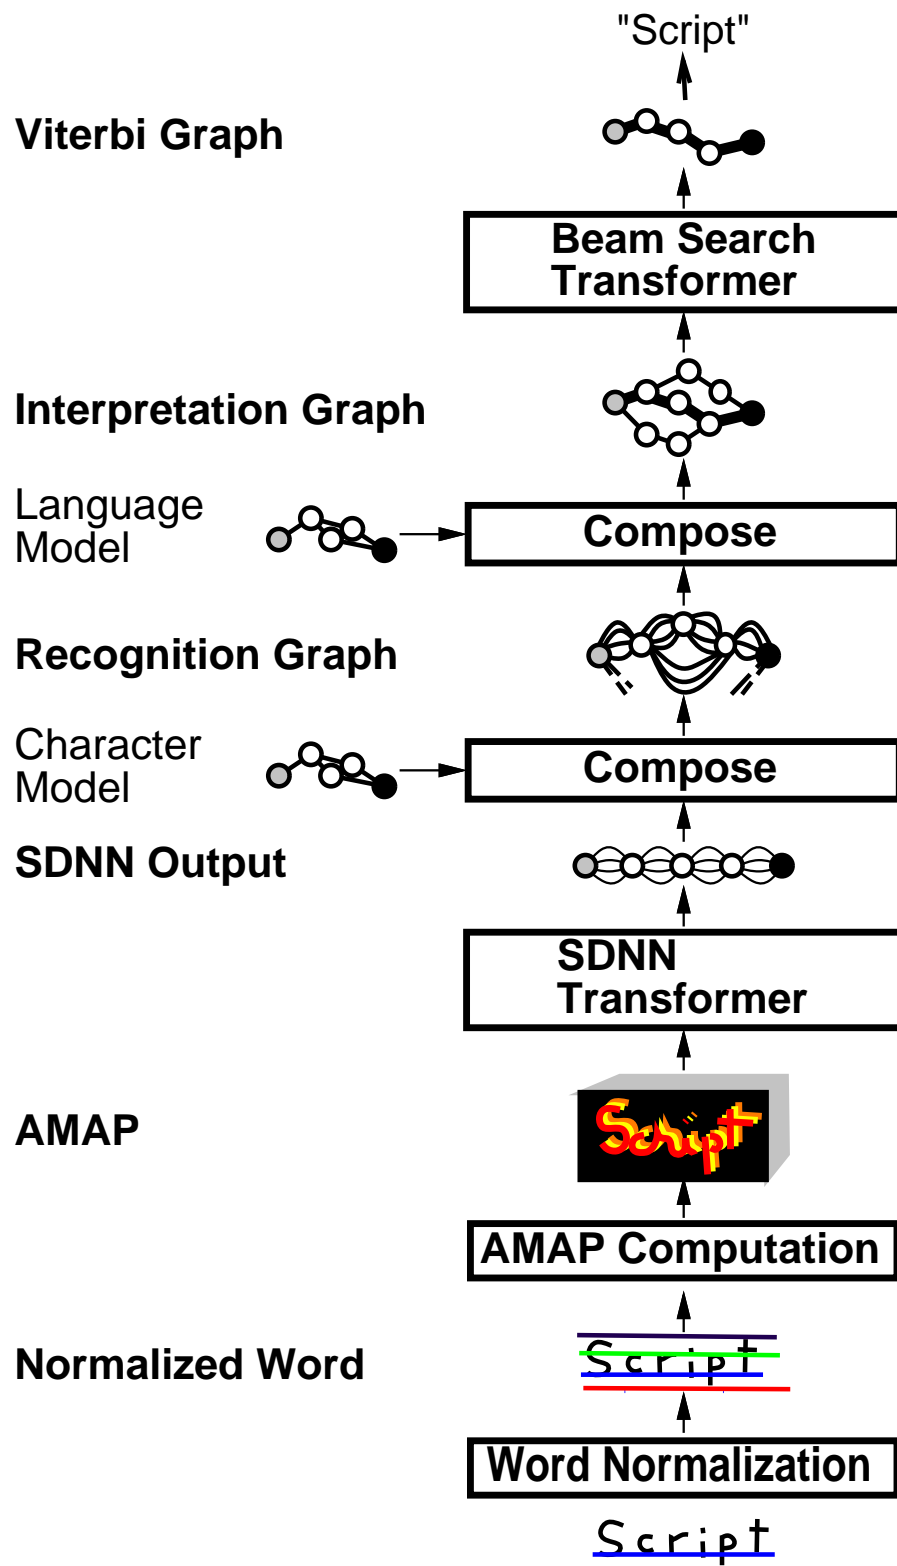 "Script"
Viterbi Graph
Beam Search
Transformer
Interpretation Graph
Language
Model
Compose
Recognition Graph
Character
Model
Compose
SDNN Output
SDNN
Transformer
AMAP
Script
AMAP Computation
Normalized Word
Script
Word Normalization
Script